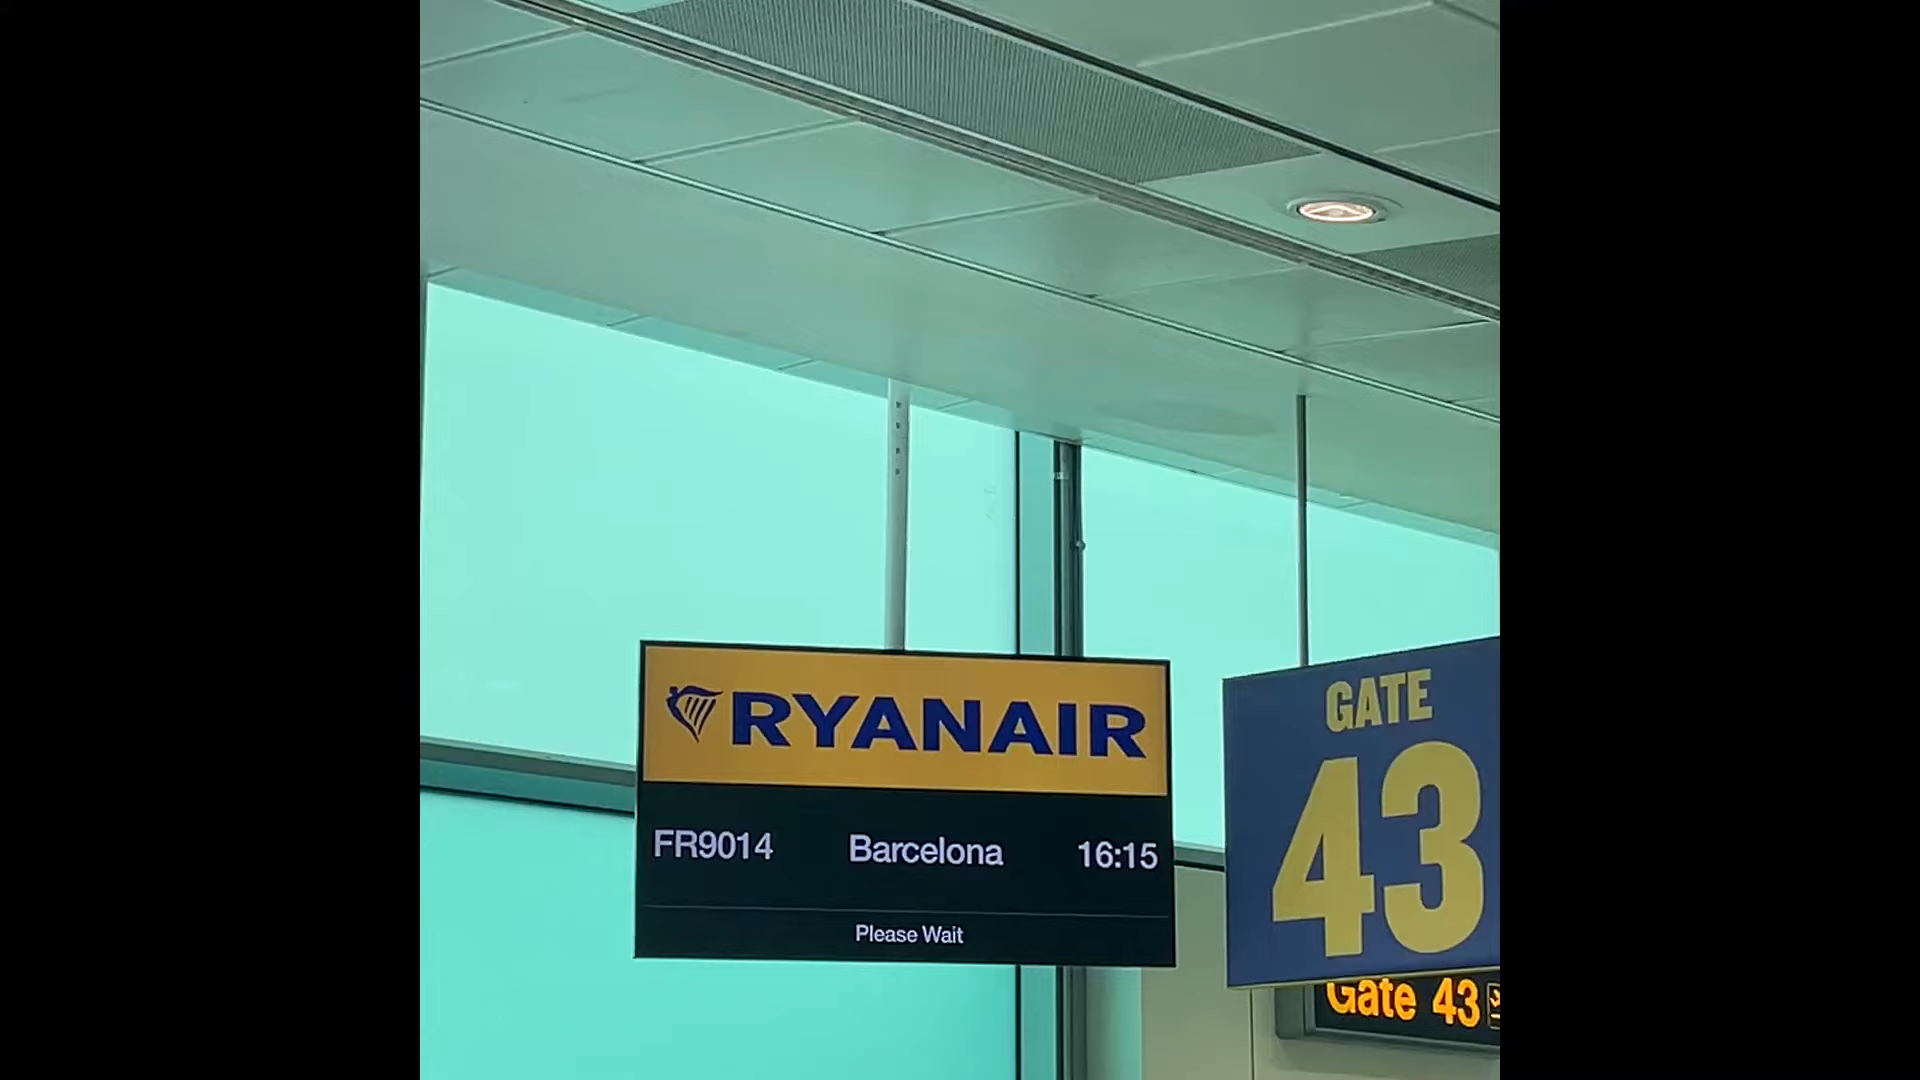 RYANAIR
FR9014 Barcelona 16:15
Please Wait
GATE
43
Gate 43